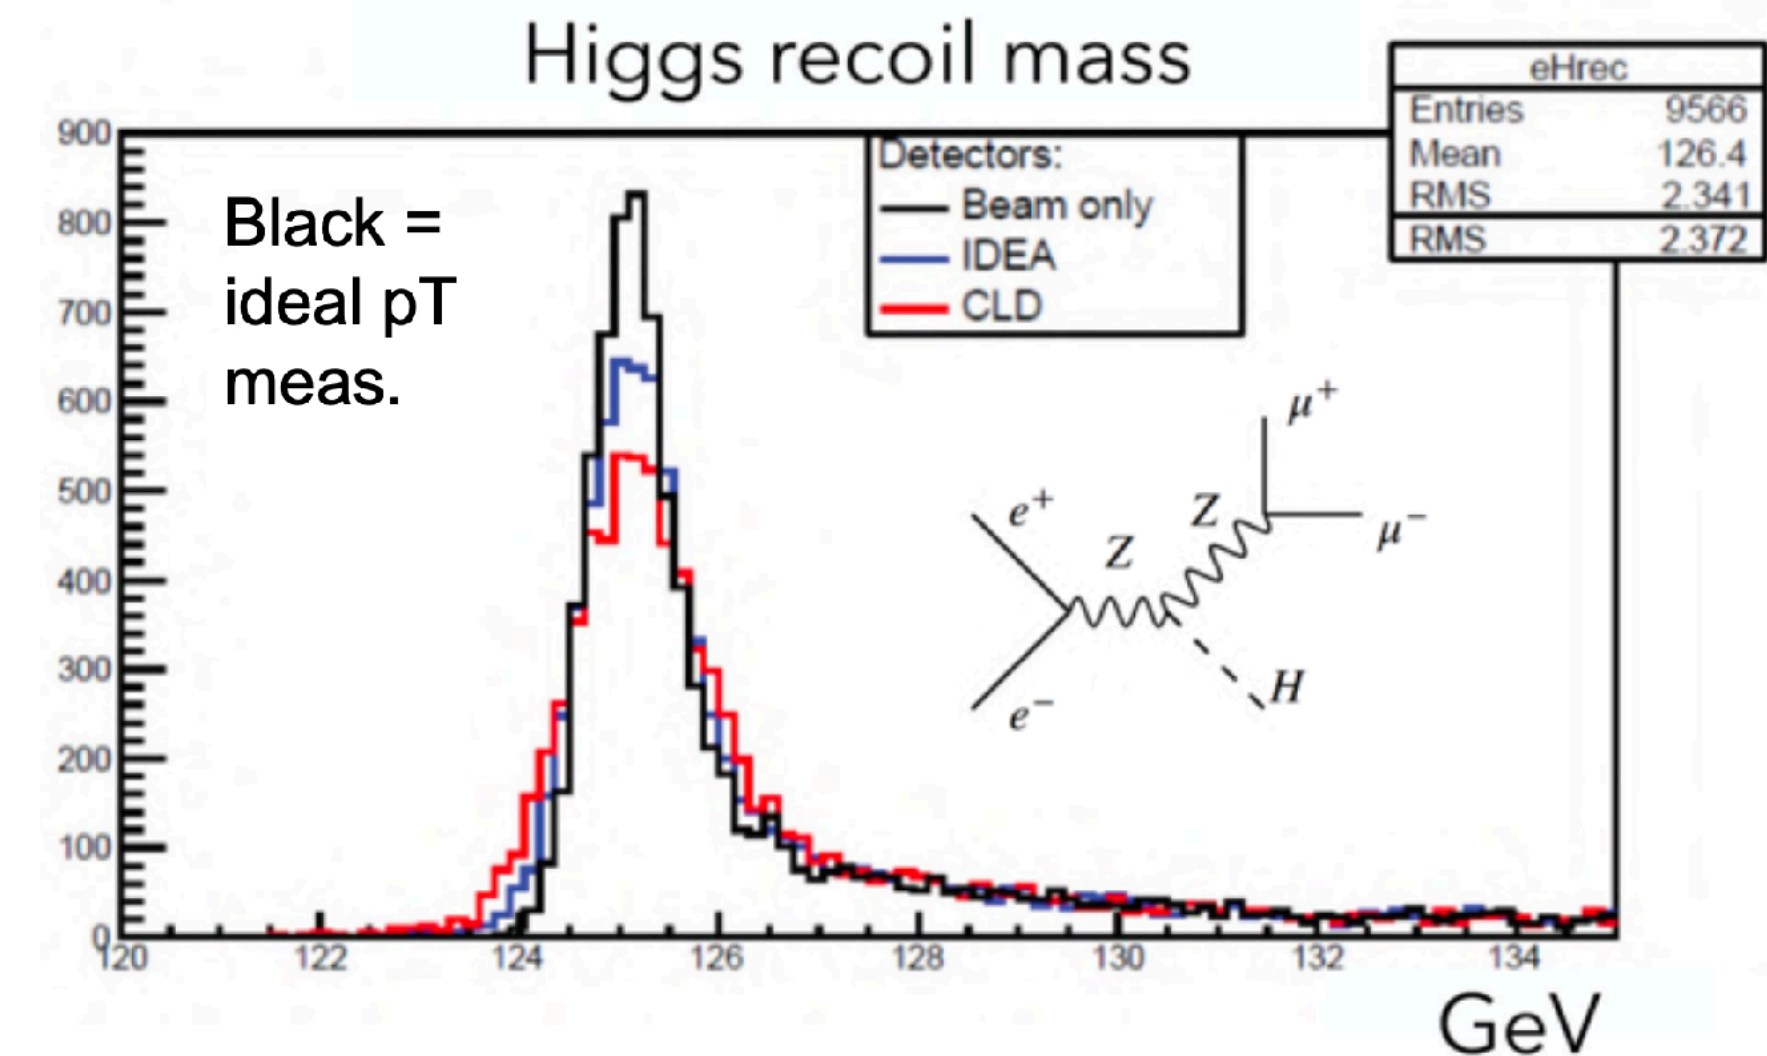 Higgs recoil mass
eHrec
Entries 9566
Mean 126.4
RMS 2.341
RMS 2.372
Black =
ideal pT
meas.
Detectors:
Beam only
IDEA
CLD
900
800
700
600
500
400
300
200
100
0
μ+
e+
Z
Z
μ−
H
e−
120 122 124 126 128 130 132 134
GeV